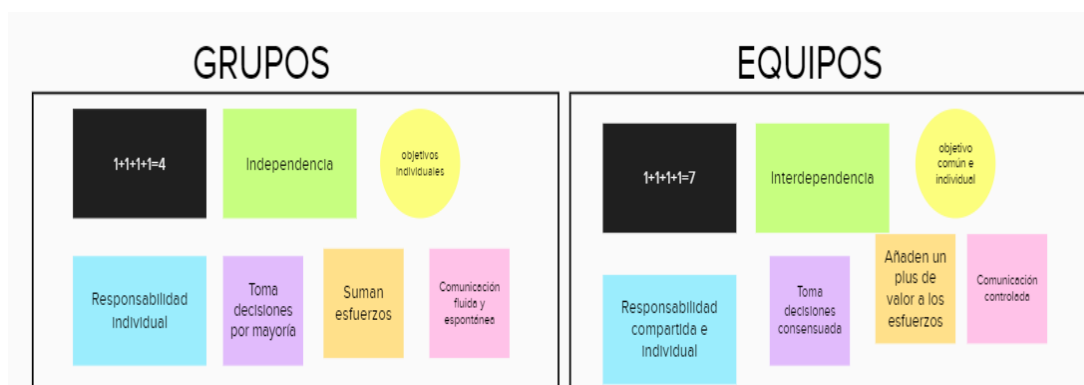 GRUPOS
1+1+1+1=4
Independencia
objetivos
individuales
Responsabilidad
individual
Toma
decisiones
por mayoría
Suman
esfuerzos
Comunicación
fluida y
espontánea
EQUIPOS
1+1+1+1=7
Interdependencia
objetivo
común e
individual
Responsabilidad
compartida e
individual
Toma
decisiones
consensuada
Añaden un
plus de
valor a los
esfuerzos
Comunicación
controlada